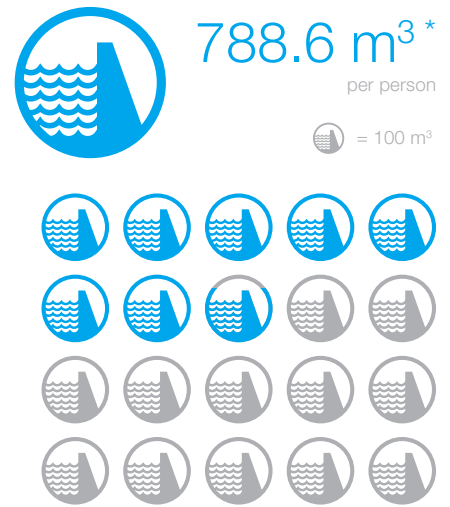 788.6 m³ *
per person
= 100 m³